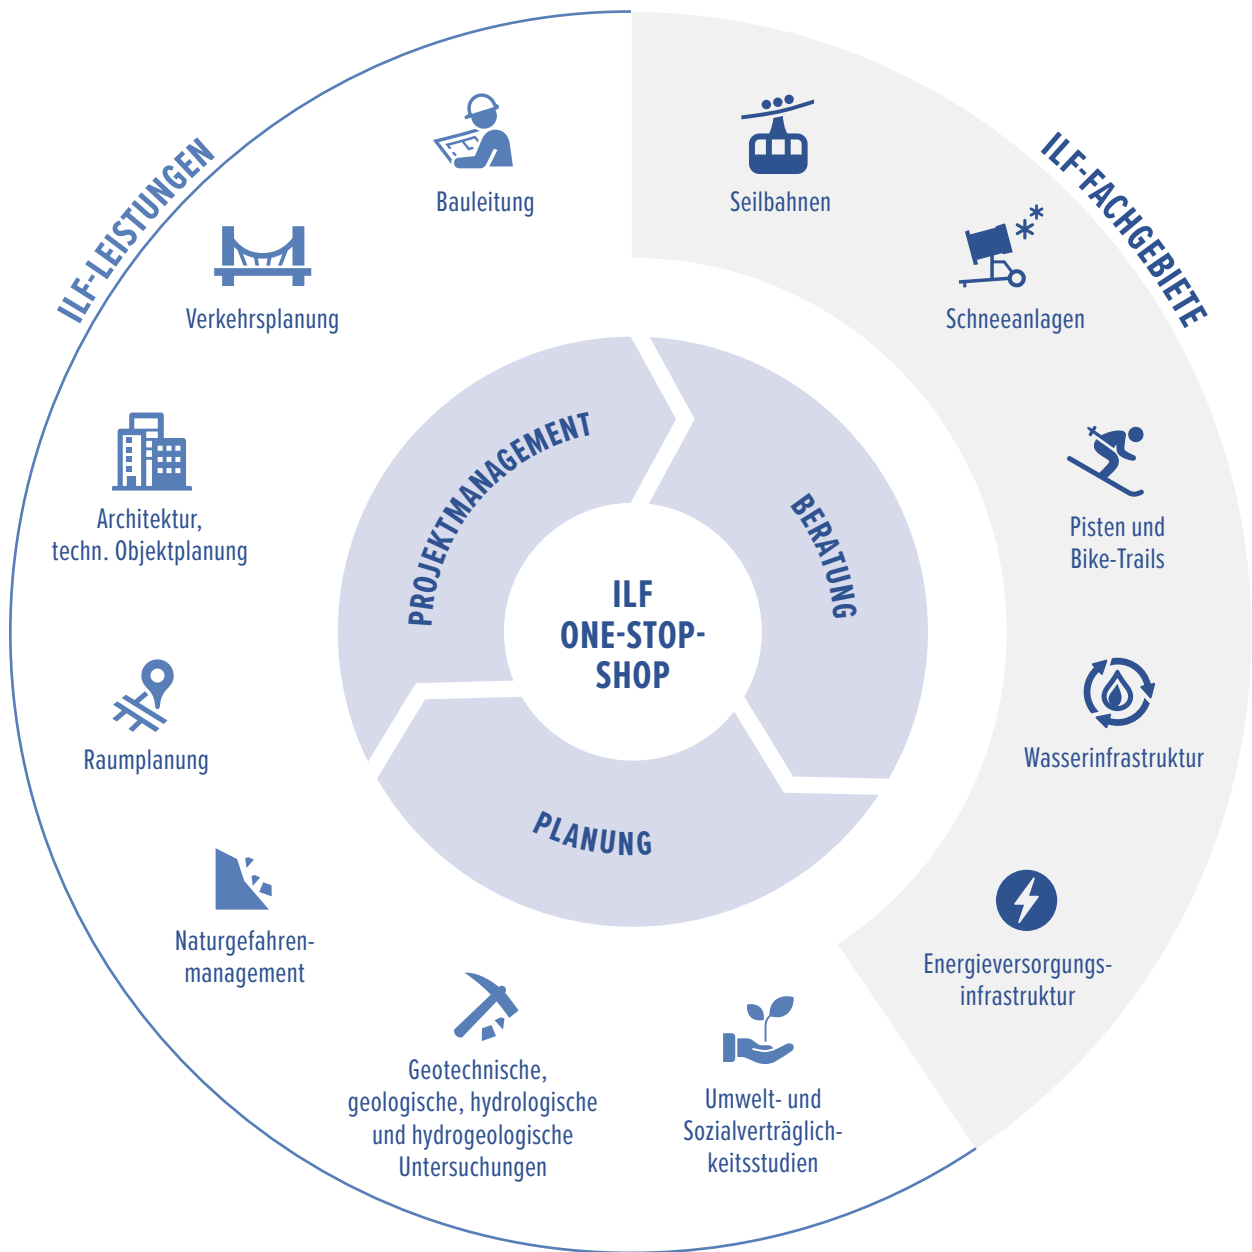 ILF-LEISTUNGEN
Bauleitung
Verkehrsplanung
Architektur,
techn. Objektplanung
Raumplanung
Naturgefahren-
management
Geotechnische,
geologische, hydrologische
und hydrogeologische
Untersuchungen
Umwelt- und
Sozialverträglich-
keitsstudien
ILF-FACHGEBIETE
Seilbahnen
Schneeanlagen
Pisten und
Bike-Trails
Wasserinfrastruktur
Energieversorgungs-
infrastruktur
PROJEKTMANAGEMENT
BERATUNG
PLANUNG
ILF
ONE-STOP-
SHOP